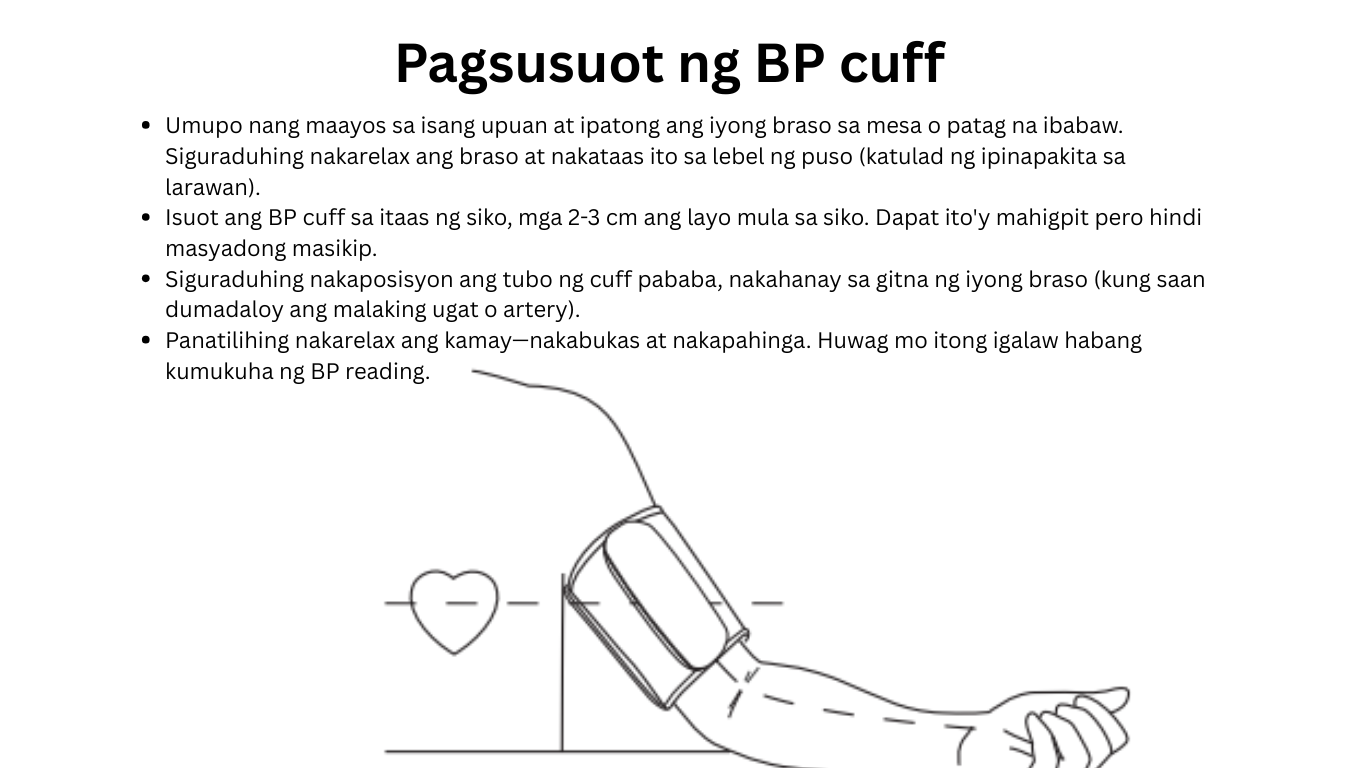 Pagsusuot ng BP cuff
• Umupo nang maayos sa isang upuan at ipatong ang iyong braso sa mesa o patag na ibabaw.
Siguraduhing nakarelax ang braso at nakataas ito sa lebel ng puso (katulad ng ipinapakita sa
larawan).
• Isuot ang BP cuff sa itaas ng siko, mga 2-3 cm ang layo mula sa siko. Dapat ito'y mahigpit pero hindi
masyadong masikip.
• Siguraduhing nakaposisyon ang tubo ng cuff pababa, nakahanay sa gitna ng iyong braso (kung saan
dumadaloy ang malaking ugat o artery).
• Panatilihing nakarelax ang kamay—nakabukas at nakapahinga. Huwag mo itong igalaw habang
kumukuha ng BP reading.